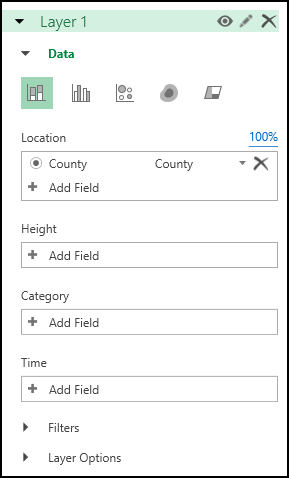 Layer 1
Data
Location 100%
County County
Add Field
Height
Add Field
Category
Add Field
Time
Add Field
Filters
Layer Options